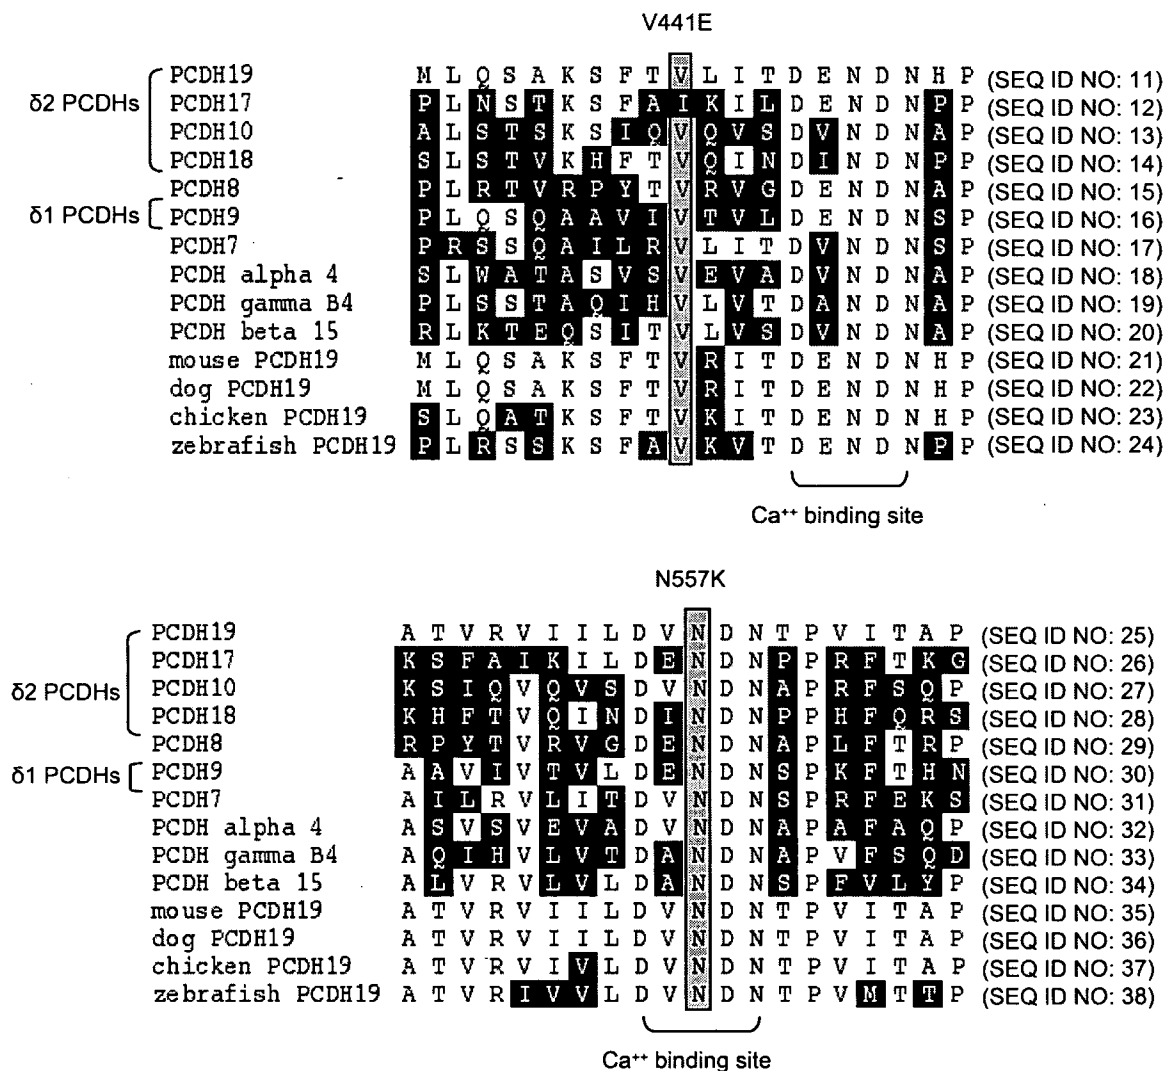 V441E
PCDH19 M L Q S A K S F T V L I T D E N D N H P (SEQ ID NO: 11)
δ2 PCDHs PCDH17 P L N S T K S F A I K I L D E N D N P P (SEQ ID NO: 12)
PCDH10 A L S T S K S I Q V Q V S D V N D N A P (SEQ ID NO: 13)
PCDH18 S L S T V K H F T V Q I N D I N D N P P (SEQ ID NO: 14)
PCDH8 P L R T V R P Y T V R V G D E N D N A P (SEQ ID NO: 15)
δ1 PCDHs PCDH9 P L Q S Q A A V I V T V L D E N D N S P (SEQ ID NO: 16)
PCDH7 P R S S Q A I L R V L I T D V N D N S P (SEQ ID NO: 17)
PCDH alpha 4 S L W A T A S V S V E V A D V N D N A P (SEQ ID NO: 18)
PCDH gamma B4 P L S S T A Q I H V L V T D A N D N A P (SEQ ID NO: 19)
PCDH beta 15 R L K T E Q S I T V L V S D V N D N A P (SEQ ID NO: 20)
mouse PCDH19 M L Q S A K S F T V R I T D E N D N H P (SEQ ID NO: 21)
dog PCDH19 M L Q S A K S F T V R I T D E N D N H P (SEQ ID NO: 22)
chicken PCDH19 S L Q A T K S F T V K I T D E N D N H P (SEQ ID NO: 23)
zebrafish PCDH19 P L R S S K S F A V K V T D E N D N P P (SEQ ID NO: 24)
Ca++ binding site
N557K
PCDH19 A T V R V I I L D V N D N T P V I T A P (SEQ ID NO: 25)
PCDH17 K S F A I K I L D E N D N P P R F T K G (SEQ ID NO: 26)
δ2 PCDHs PCDH10 K S I Q V Q V S D V N D N A P R F S Q P (SEQ ID NO: 27)
PCDH18 K H F T V Q I N D I N D N P P H F Q R S (SEQ ID NO: 28)
PCDH8 R P Y T V R V G D E N D N A P L F T R P (SEQ ID NO: 29)
δ1 PCDHs PCDH9 A A V I V T V L D E N D N S P K F T H N (SEQ ID NO: 30)
PCDH7 A I L R V L I T D V N D N S P R F E K S (SEQ ID NO: 31)
PCDH alpha 4 A S V S V E V A D V N D N A P A F A Q P (SEQ ID NO: 32)
PCDH gamma B4 A Q I H V L V T D A N D N A P V F S Q D (SEQ ID NO: 33)
PCDH beta 15 A L V R V L V L D A N D N S P F V L Y P (SEQ ID NO: 34)
mouse PCDH19 A T V R V I I L D V N D N T P V I T A P (SEQ ID NO: 35)
dog PCDH19 A T V R V I I L D V N D N T P V I T A P (SEQ ID NO: 36)
chicken PCDH19 A T V R V I V L D V N D N T P V I T A P (SEQ ID NO: 37)
zebrafish PCDH19 A T V R I V V L D V N D N T P V M T T P (SEQ ID NO: 38)
Ca++ binding site